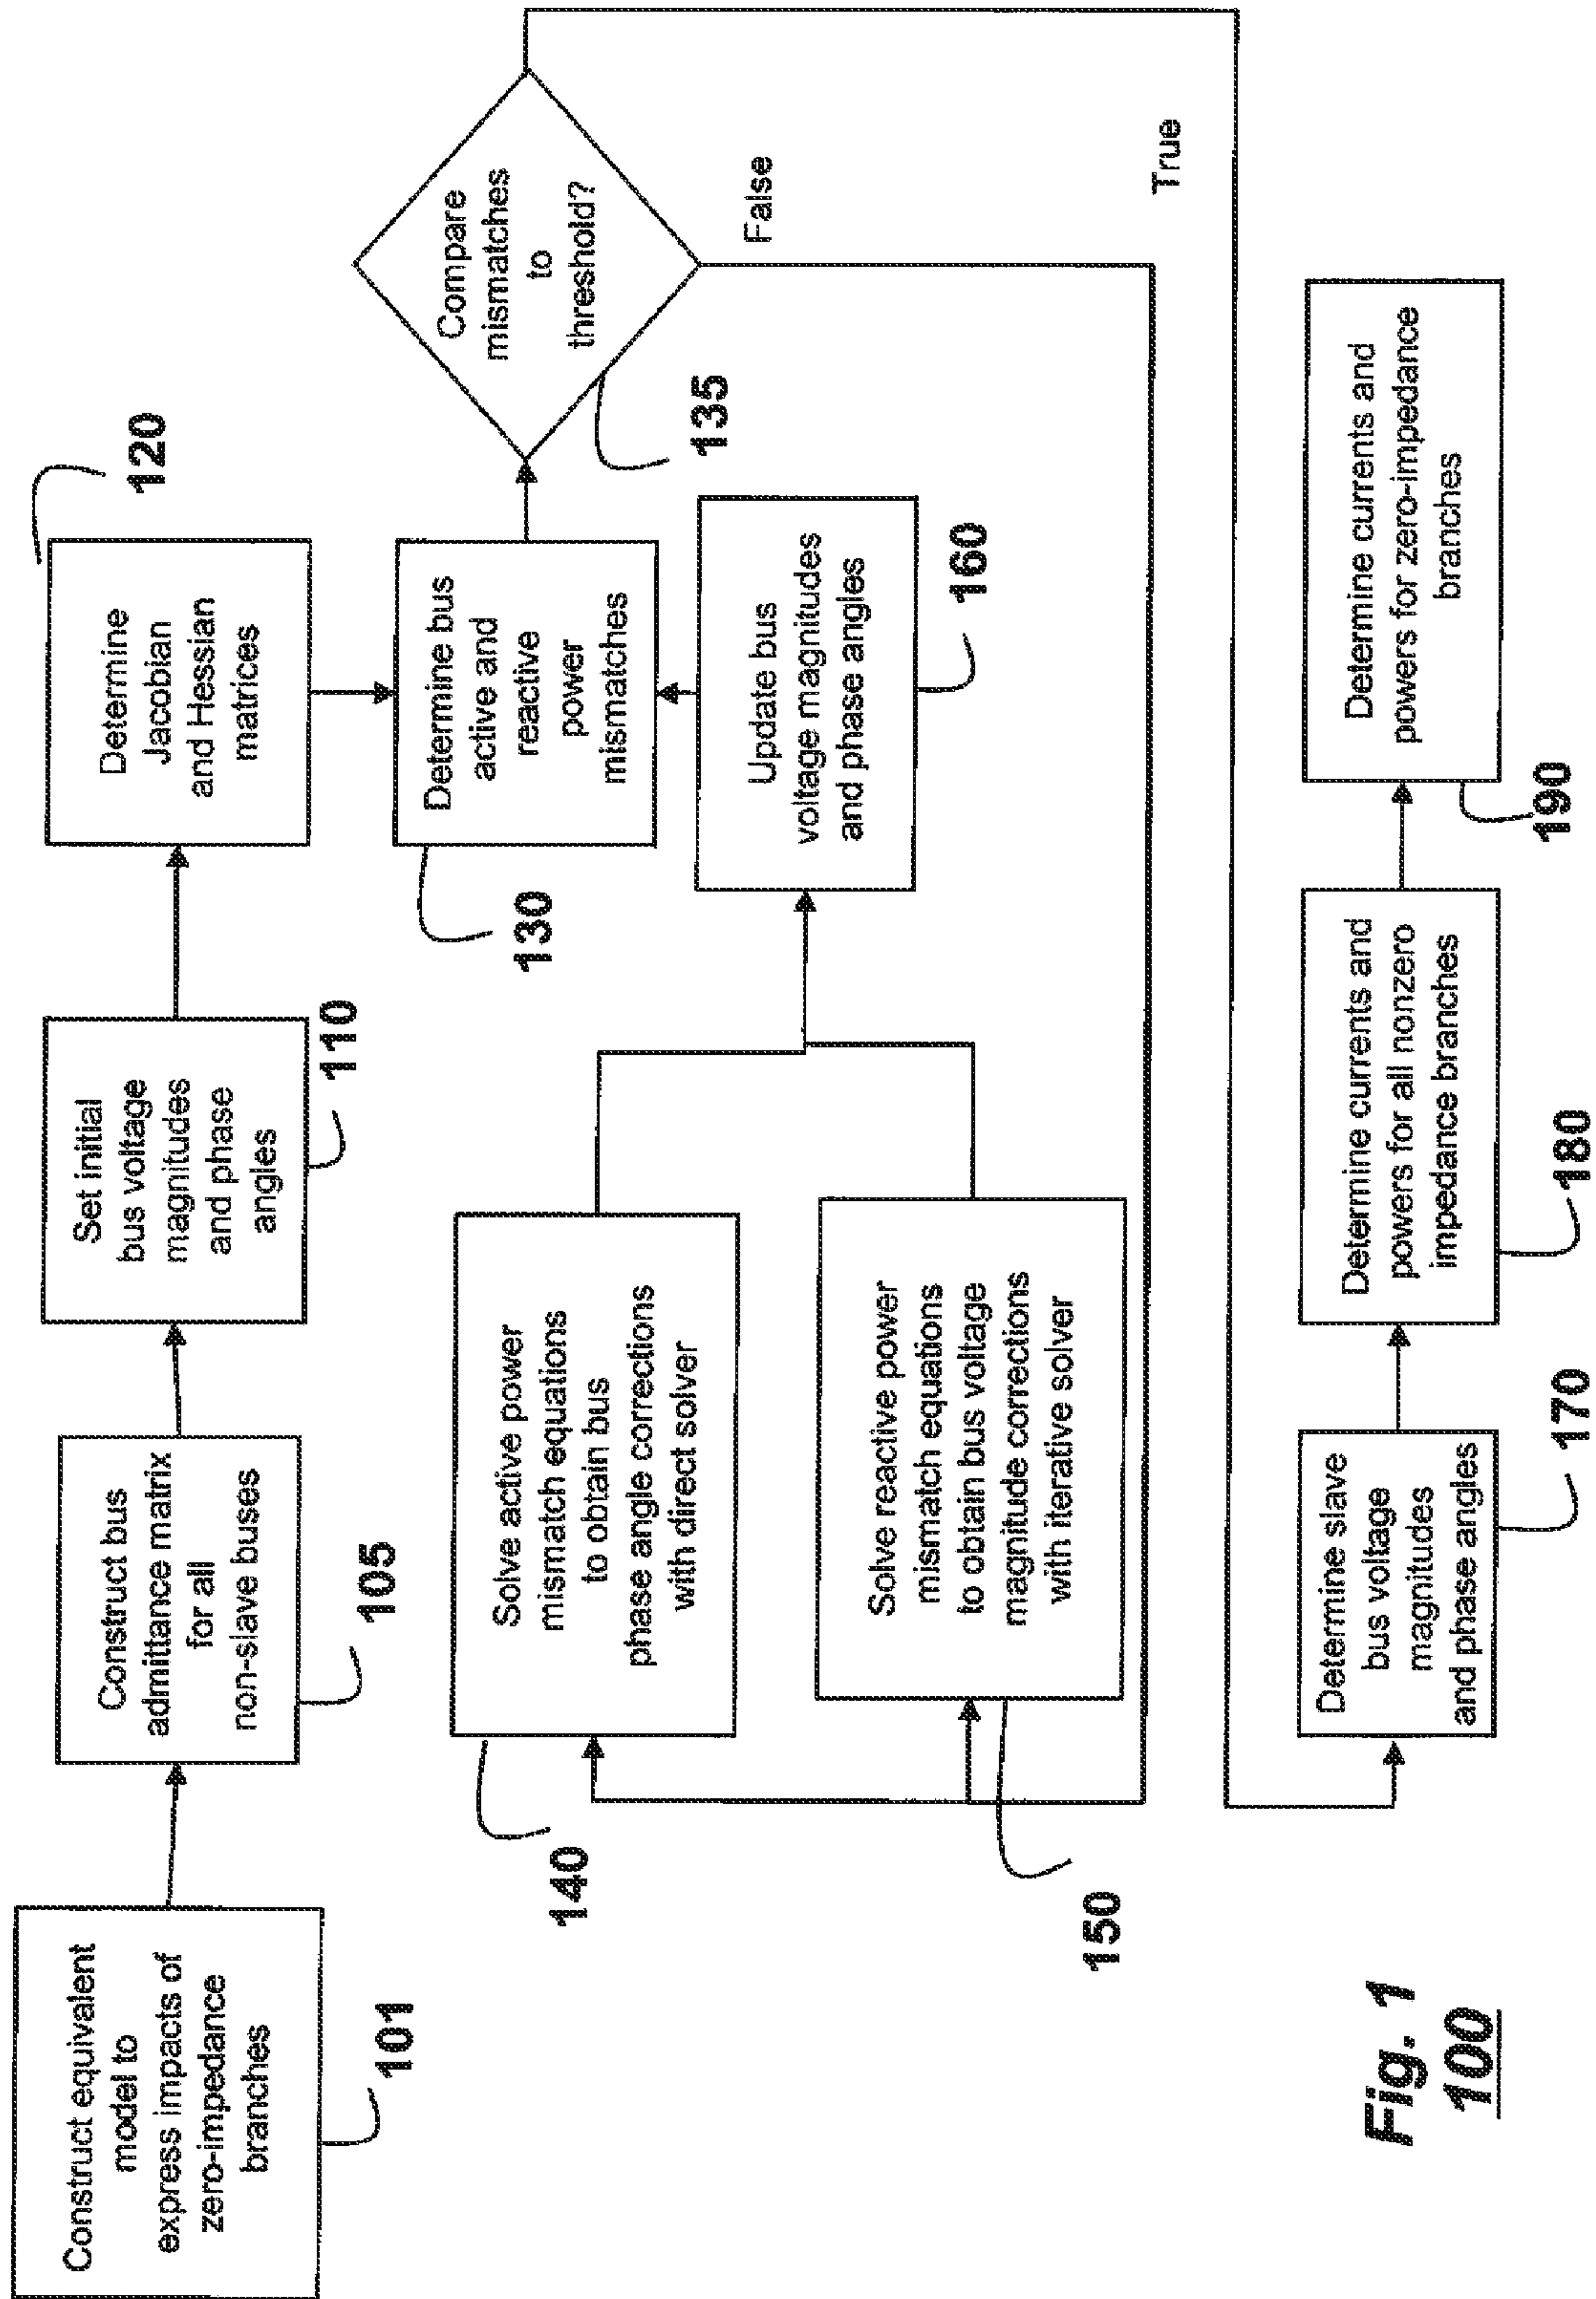 Construct equivalent
model to
express impacts of
zero-impedance
branches
101
Construct bus
admittance matrix
for all
non-slave buses
105
Set initial
bus voltage
magnitudes
and phase
angles
110
Determine
Jacobian
and Hessian
matrices
120
Determine bus
active and
reactive
power
mismatches
130
Compare
mismatches
to
threshold?
135
False
True
Solve active power
mismatch equations
to obtain bus
phase angle corrections
with direct solver
140
Solve reactive power
mismatch equations
to obtain bus voltage
magnitude corrections
with iterative solver
150
Update bus
voltage magnitudes
and phase angles
160
Determine slave
bus voltage
magnitudes
and phase angles
170
Determine currents and
powers for all nonzero
impedance branches
180
Determine currents and
powers for zero-impedance
branches
190
Fig. 1
100